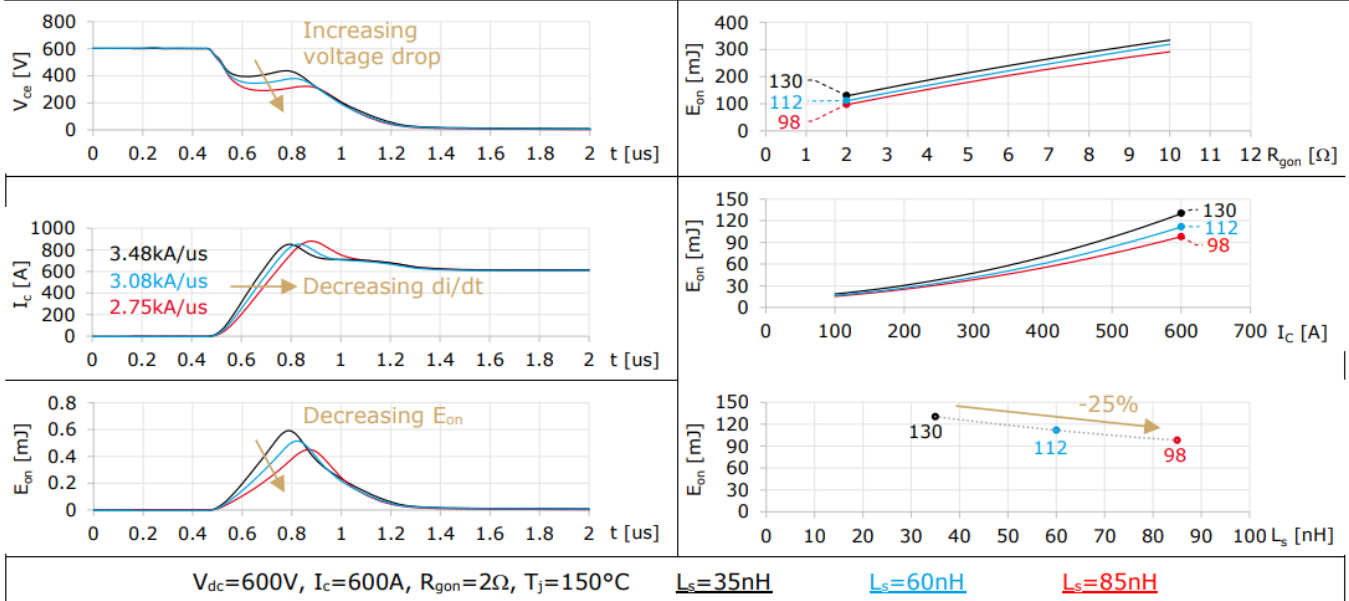 800
600
400
200
0
V_ce [V]
Increasing
voltage drop
0 0.2 0.4 0.6 0.8 1 1.2 1.4 1.6 1.8 2
t [us]
400
300
200
100
0
E_on [mJ]
130
112
98
0 1 2 3 4 5 6 7 8 9 10 11 12 R_gon [Ω]
1000
800
600
400
200
0
I_c [A]
3.48kA/us
3.08kA/us
2.75kA/us
Decreasing di/dt
0 0.2 0.4 0.6 0.8 1 1.2 1.4 1.6 1.8 2
t [us]
150
120
90
60
30
0
E_on [mJ]
130
112
98
0 100 200 300 400 500 600 700 I_C [A]
0.8
0.6
0.4
0.2
0
E_on [mJ]
Decreasing E_on
0 0.2 0.4 0.6 0.8 1 1.2 1.4 1.6 1.8 2
t [us]
150
120
90
60
30
0
E_on [mJ]
-25%
130
112
98
0 10 20 30 40 50 60 70 80 90 100 L_s [nH]
V_dc=600V, I_c=600A, R_gon=2Ω, T_j=150°C L_s=35nH L_s=60nH L_s=85nH